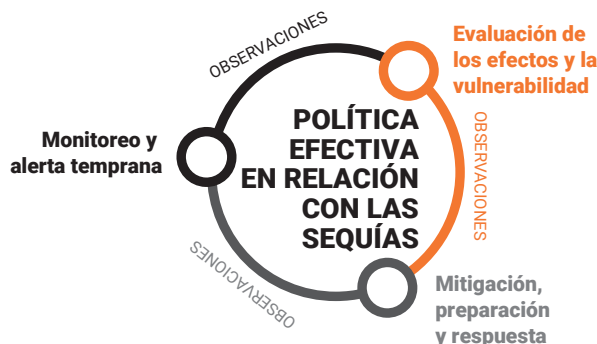 OBSERVACIONES
Evaluación de
los efectos y la
vulnerabilidad
POLÍTICA
EFECTIVA
EN RELACIÓN
CON LAS
SEQUÍAS
Monitoreo y
alerta temprana
OBSERVACIONES
OBSERVACIONES
Mitigación,
preparación
y respuesta